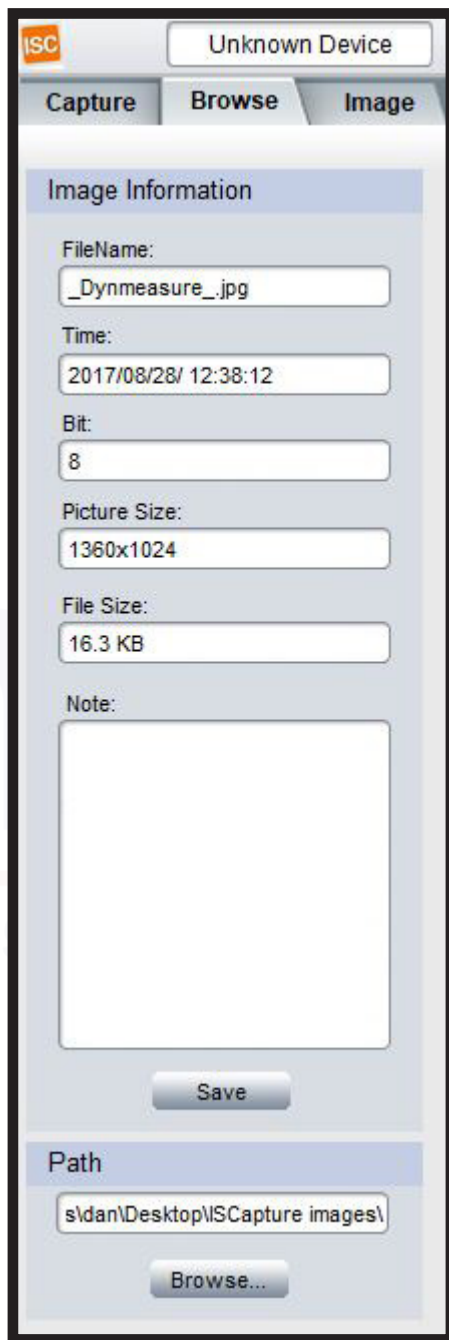 ISC
Unknown Device
Capture Browse Image
Image Information
FileName:
_Dynmeasure_.jpg
Time:
2017/08/28/ 12:38:12
Bit:
8
Picture Size:
1360x1024
File Size:
16.3 KB
Note:
Save
Path
s\dan\Desktop\ISCapture images\
Browse...